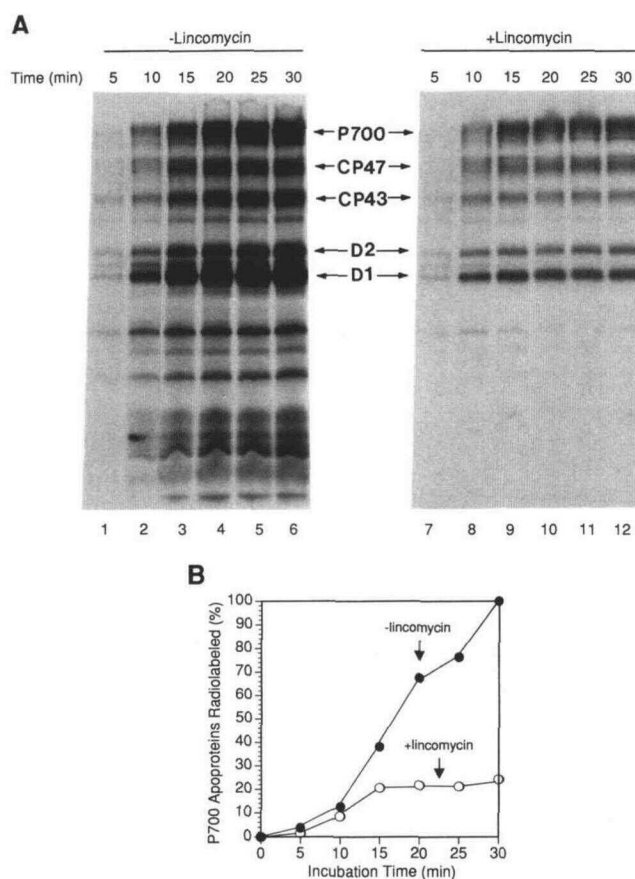 A
-Lincomycin +Lincomycin
Time (min) 5 10 15 20 25 30 5 10 15 20 25 30
P700
CP47
CP43
D2
D1
1 2 3 4 5 6 7 8 9 10 11 12
B
P700 Apoproteins Radiolabeled (%)
100
90
80
70
60
50
40
30
20
10
0
-lincomycin
+lincomycin
0 5 10 15 20 25 30
Incubation Time (min)